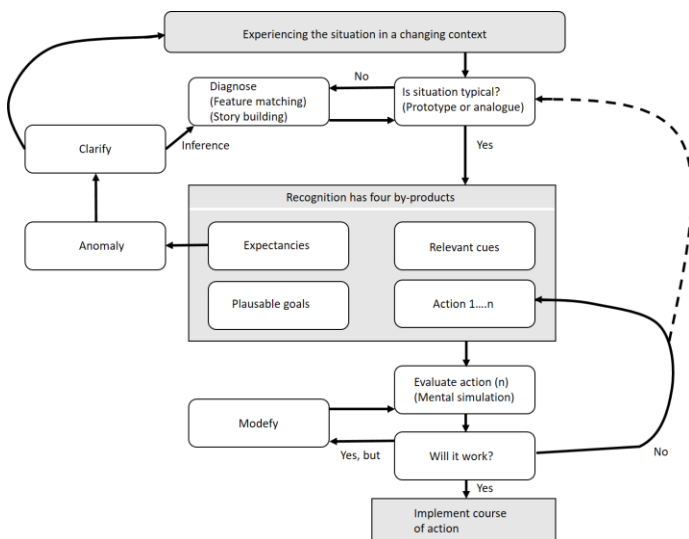 Experiencing the situation in a changing context
No
Diagnose
(Feature matching)
(Story building)
Is situation typical?
(Prototype or analogue)
Clarify
Inference
Yes
Recognition has four by-products
Anomaly
Expectancies
Relevant cues
Plausable goals
Action 1....n
Evaluate action (n)
(Mental simulation)
Modefy
Yes, but
Will it work?
No
Yes
Implement course
of action